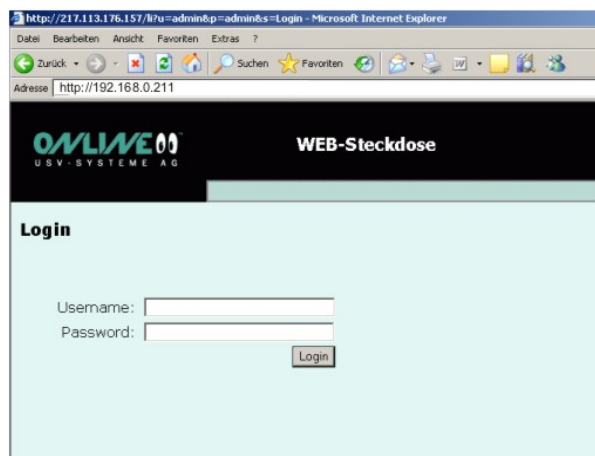 http://217.113.176.157/li?u=admin&p=admin&s=Login - Microsoft Internet Explorer
Datei Bearbeiten Ansicht Favoriten Extras ?
Zurück Suchen Favoriten
Adresse http://192.168.0.211
ONLINE
USV-SYSTEME AG
WEB-Steckdose
Login
Username:
Password:
Login